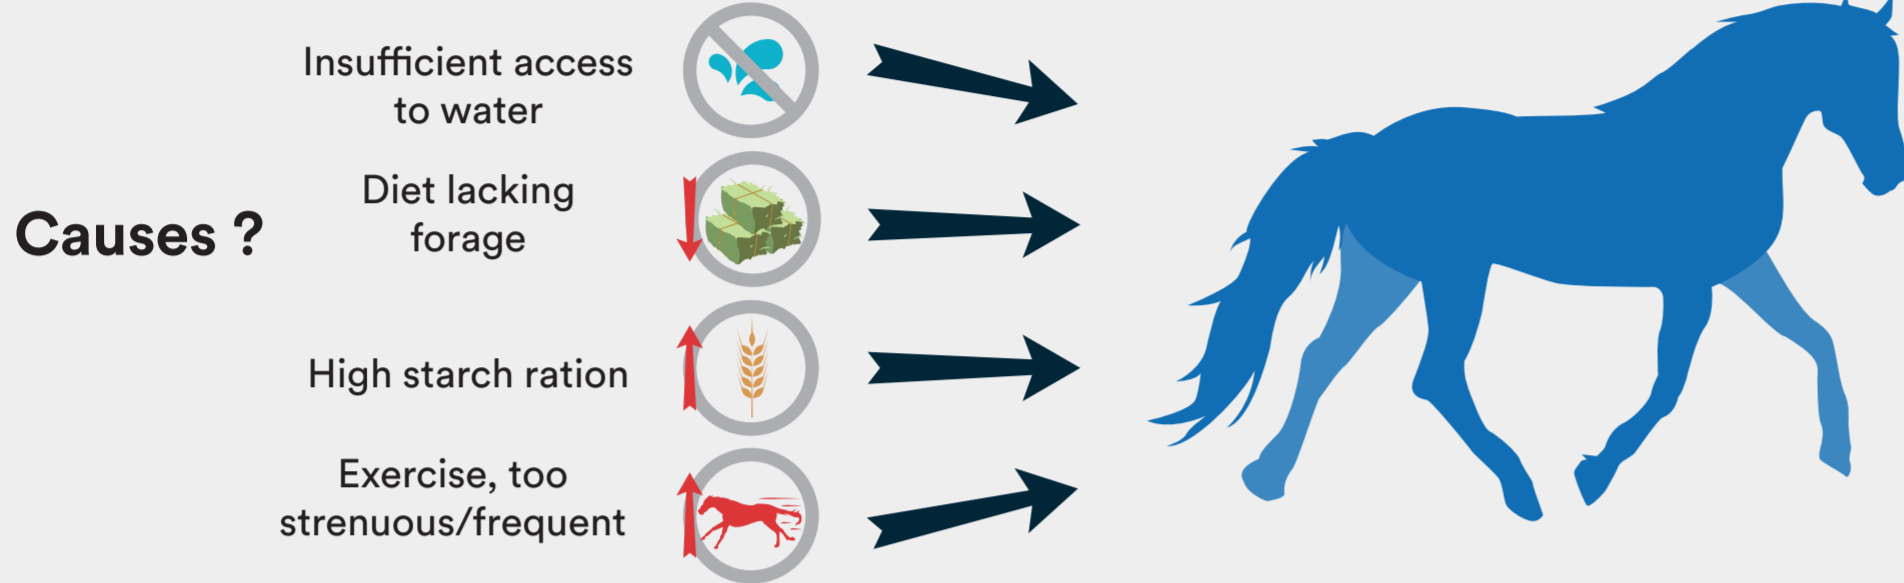 Causes ?
Insufficient access
to water
Diet lacking
forage
High starch ration
Exercise, too
strenuous/frequent